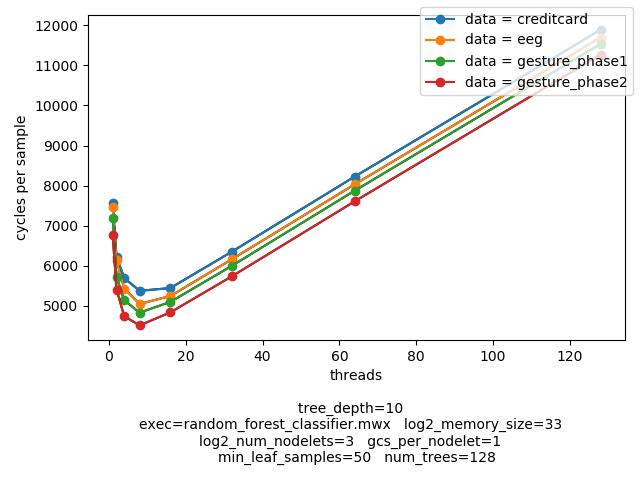 data = creditcard
data = eeg
data = gesture_phase1
data = gesture_phase2
12000
11000
10000
9000
8000
7000
6000
5000
cycles per sample
0 20 40 60 80 100 120
threads
tree_depth=10
exec=random_forest_classifier.mwx log2_memory_size=33
log2_num_nodelets=3 gcs_per_nodelet=1
min_leaf_samples=50 num_trees=128